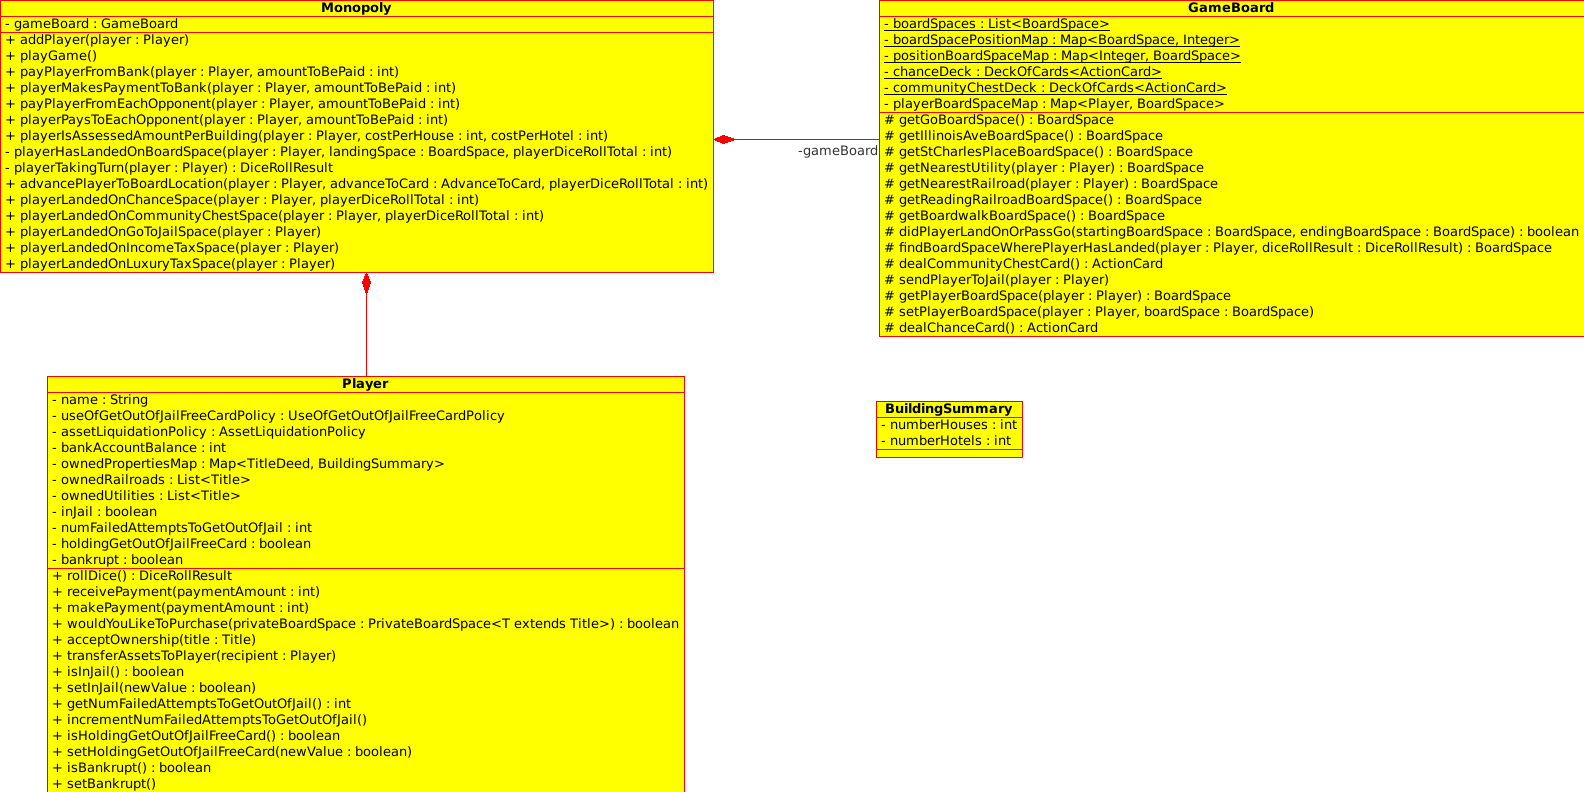 Monopoly
- gameBoard : GameBoard
+ addPlayer(player : Player)
+ playGame()
+ payPlayerFromBank(player : Player, amountToBePaid : int)
+ playerMakesPaymentToBank(player : Player, amountToBePaid : int)
+ payPlayerFromEachOpponent(player : Player, amountToBePaid : int)
+ playerPaysToEachOpponent(player : Player, amountToBePaid : int)
+ playerIsAssessedAmountPerBuilding(player : Player, costPerHouse : int, costPerHotel : int)
- playerHasLandedOnBoardSpace(player : Player, landingSpace : BoardSpace, playerDiceRollTotal : int)
- playerTakingTurn(player : Player) : DiceRollResult
+ advancePlayerToBoardLocation(player : Player, advanceToCard : AdvanceToCard, playerDiceRollTotal : int)
+ playerLandedOnChanceSpace(player : Player, playerDiceRollTotal : int)
+ playerLandedOnCommunityChestSpace(player : Player, playerDiceRollTotal : int)
+ playerLandedOnGoToJailSpace(player : Player)
+ playerLandedOnIncomeTaxSpace(player : Player)
+ playerLandedOnLuxuryTaxSpace(player : Player)
-gameBoard
GameBoard
- boardSpaces : List<BoardSpace>
- boardSpacePositionMap : Map<BoardSpace, Integer>
- positionBoardSpaceMap : Map<Integer, BoardSpace>
- chanceDeck : DeckOfCards<ActionCard>
- communityChestDeck : DeckOfCards<ActionCard>
- playerBoardSpaceMap : Map<Player, BoardSpace>
# getGoBoardSpace() : BoardSpace
# getIllinoisAveBoardSpace() : BoardSpace
# getStCharlesPlaceBoardSpace() : BoardSpace
# getNearestUtility(player : Player) : BoardSpace
# getNearestRailroad(player : Player) : BoardSpace
# getReadingRailroadBoardSpace() : BoardSpace
# getBoardwalkBoardSpace() : BoardSpace
# didPlayerLandOnOrPassGo(startingBoardSpace : BoardSpace, endingBoardSpace : BoardSpace) : boolean
# findBoardSpaceWherePlayerHasLanded(player : Player, diceRollResult : DiceRollResult) : BoardSpace
# dealCommunityChestCard() : ActionCard
# sendPlayerToJail(player : Player)
# getPlayerBoardSpace(player : Player) : BoardSpace
# setPlayerBoardSpace(player : Player, boardSpace : BoardSpace)
# dealChanceCard() : ActionCard
Player
- name : String
- useOfGetOutOfJailFreeCardPolicy : UseOfGetOutOfJailFreeCardPolicy
- assetLiquidationPolicy : AssetLiquidationPolicy
- bankAccountBalance : int
- ownedPropertiesMap : Map<TitleDeed, BuildingSummary>
- ownedRailroads : List<Title>
- ownedUtilities : List<Title>
- inJail : boolean
- numFailedAttemptsToGetOutOfJail : int
- holdingGetOutOfJailFreeCard : boolean
- bankrupt : boolean
+ rollDice() : DiceRollResult
+ receivePayment(paymentAmount : int)
+ makePayment(paymentAmount : int)
+ wouldYouLikeToPurchase(privateBoardSpace : PrivateBoardSpace<T extends Title>) : boolean
+ acceptOwnership(title : Title)
+ transferAssetsToPlayer(recipient : Player)
+ isInJail() : boolean
+ setInJail(newValue : boolean)
+ getNumFailedAttemptsToGetOutOfJail() : int
+ incrementNumFailedAttemptsToGetOutOfJail()
+ isHoldingGetOutOfJailFreeCard() : boolean
+ setHoldingGetOutOfJailFreeCard(newValue : boolean)
+ isBankrupt() : boolean
+ setBankrupt()
BuildingSummary
- numberHouses : int
- numberHotels : int